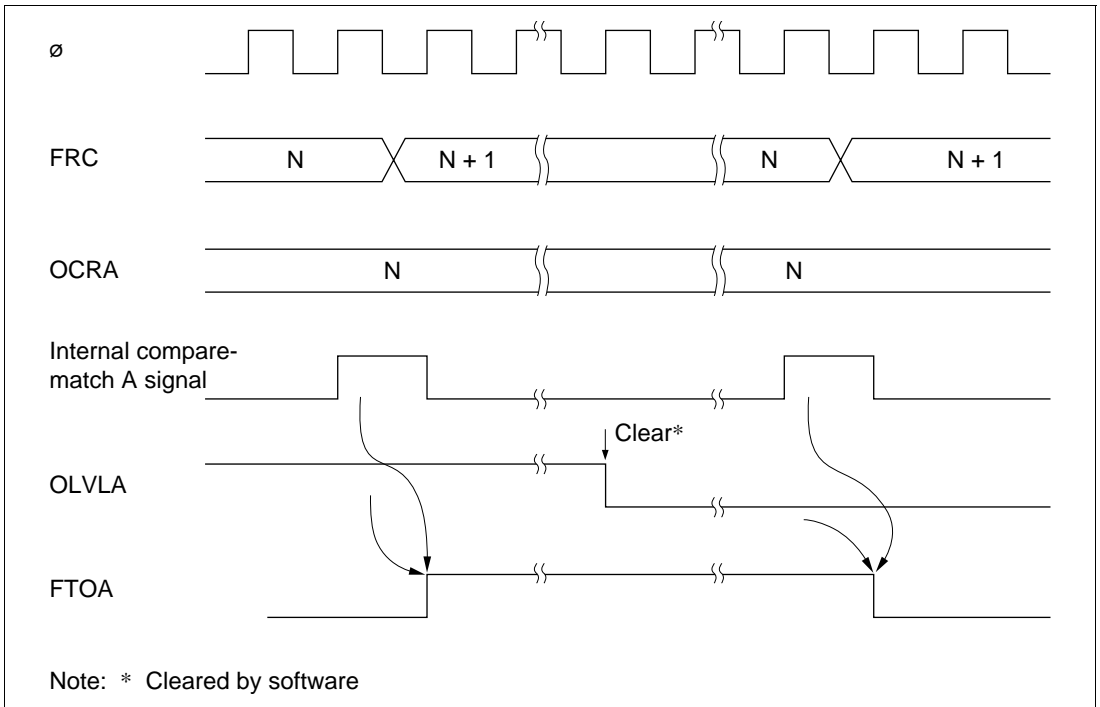 ø
FRC N N + 1 N N + 1
OCRA N N
Internal compare-
match A signal
Clear*
OLVLA
FTOA
Note: * Cleared by software